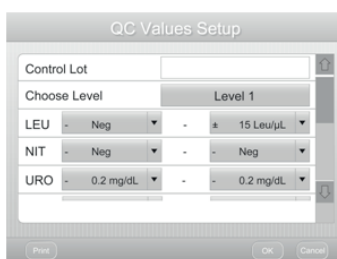 QC Values Setup
Control Lot
Choose Level Level 1
LEU - Neg - ± 15 Leu/µL
NIT - Neg - - Neg
URO - 0.2 mg/dL - - 0.2 mg/dL
Print OK Cancel